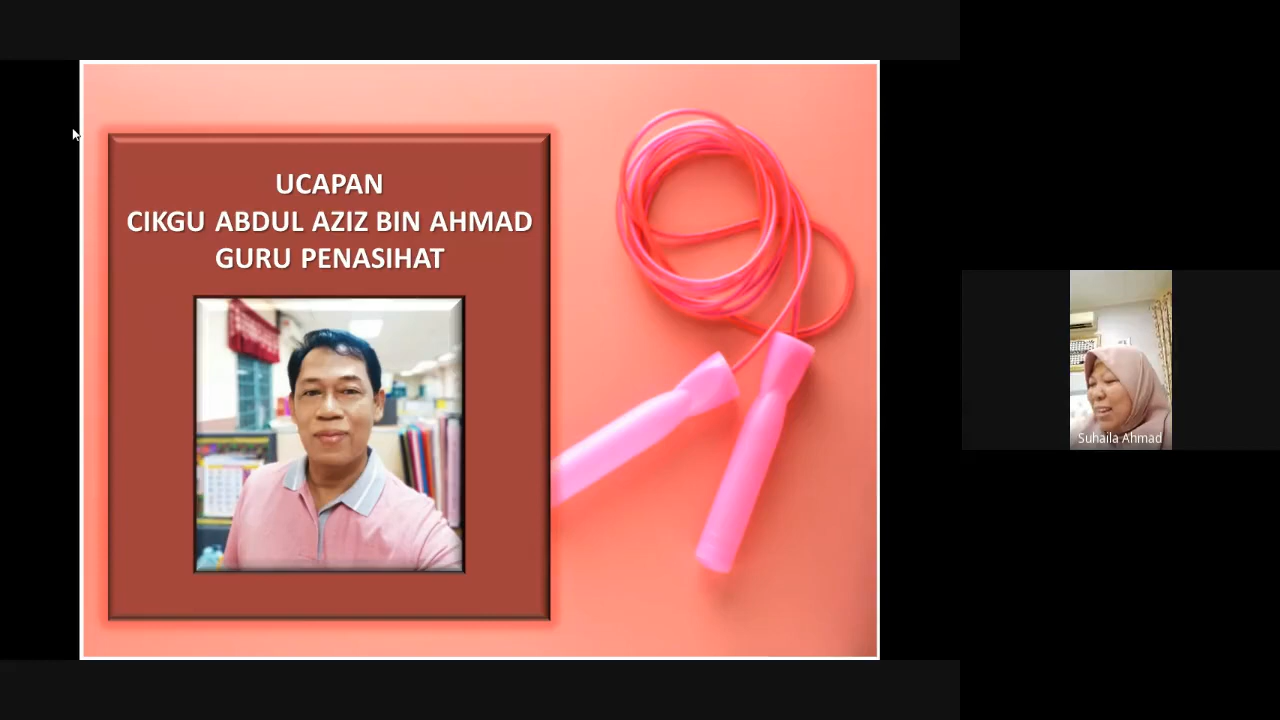 UCAPAN
CIKGU ABDUL AZIZ BIN AHMAD
GURU PENASIHAT
Suhaila Ahmad